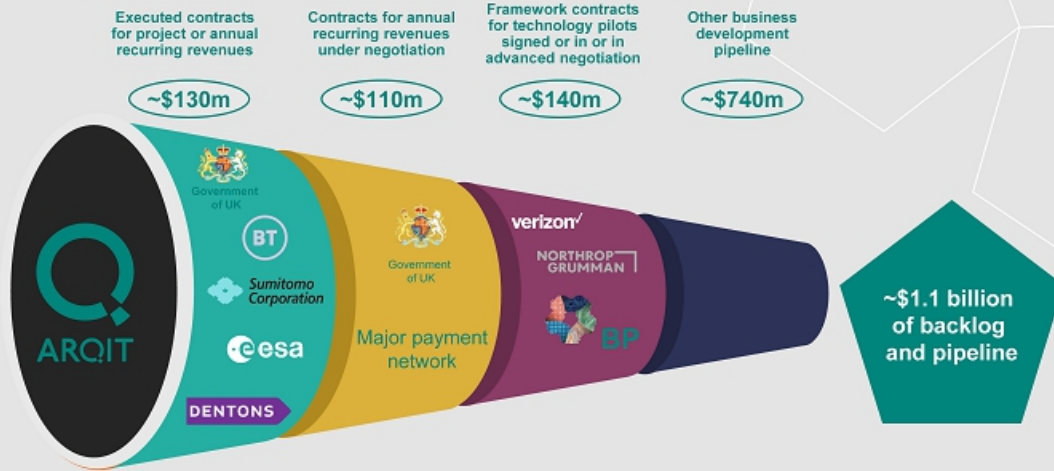 Executed contracts
for project or annual
recurring revenues
~$130m
Contracts for annual
recurring revenues
under negotiation
~$110m
Framework contracts
for technology pilots
signed or in or in
advanced negotiation
~$140m
Other business
development
pipeline
~$740m
ARQIT
Government
of UK
BT
Sumitomo
Corporation
esa
DENTONS
Government
of UK
Major payment
network
verizon✓
NORTHROP
GRUMMAN
BP
~$1.1 billion
of backlog
and pipeline